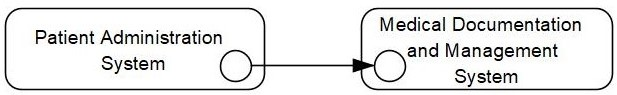 Patient Administration
System
Medical Documentation
and Management
System